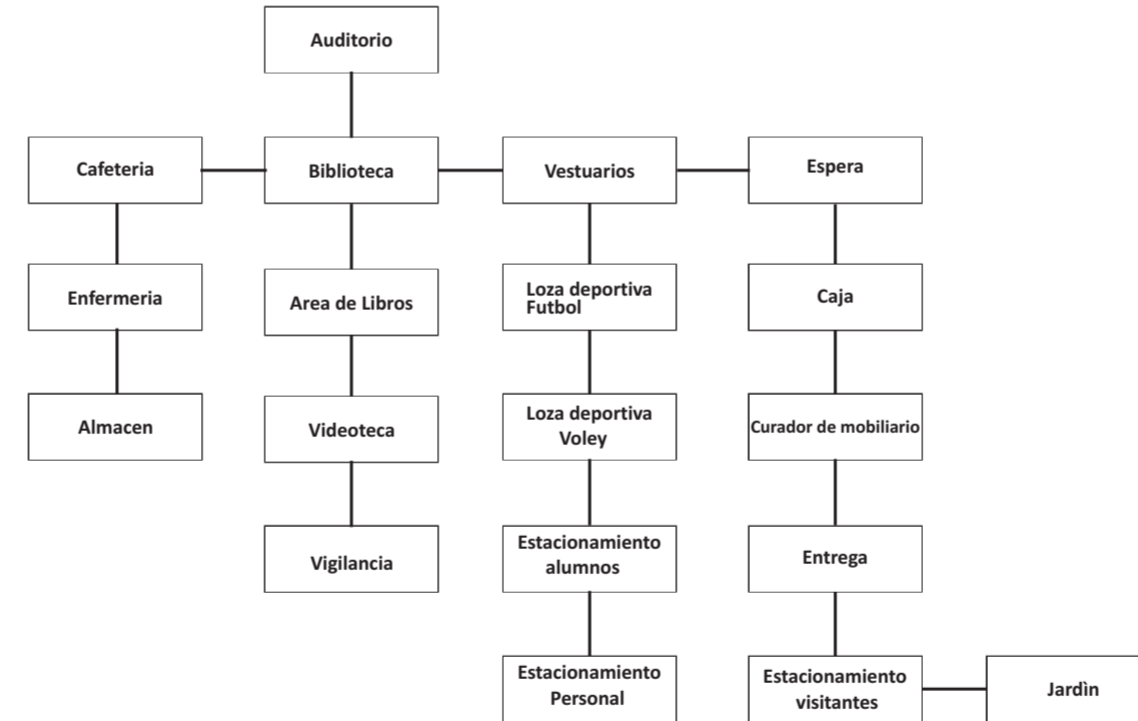 Auditorio
Cafeteria
Biblioteca
Vestuarios
Espera
Enfermeria
Area de Libros
Loza deportiva
Futbol
Caja
Almacen
Videoteca
Loza deportiva
Voley
Curador de mobiliario
Vigilancia
Estacionamiento
alumnos
Entrega
Estacionamiento
Personal
Estacionamiento
visitantes
Jardìn